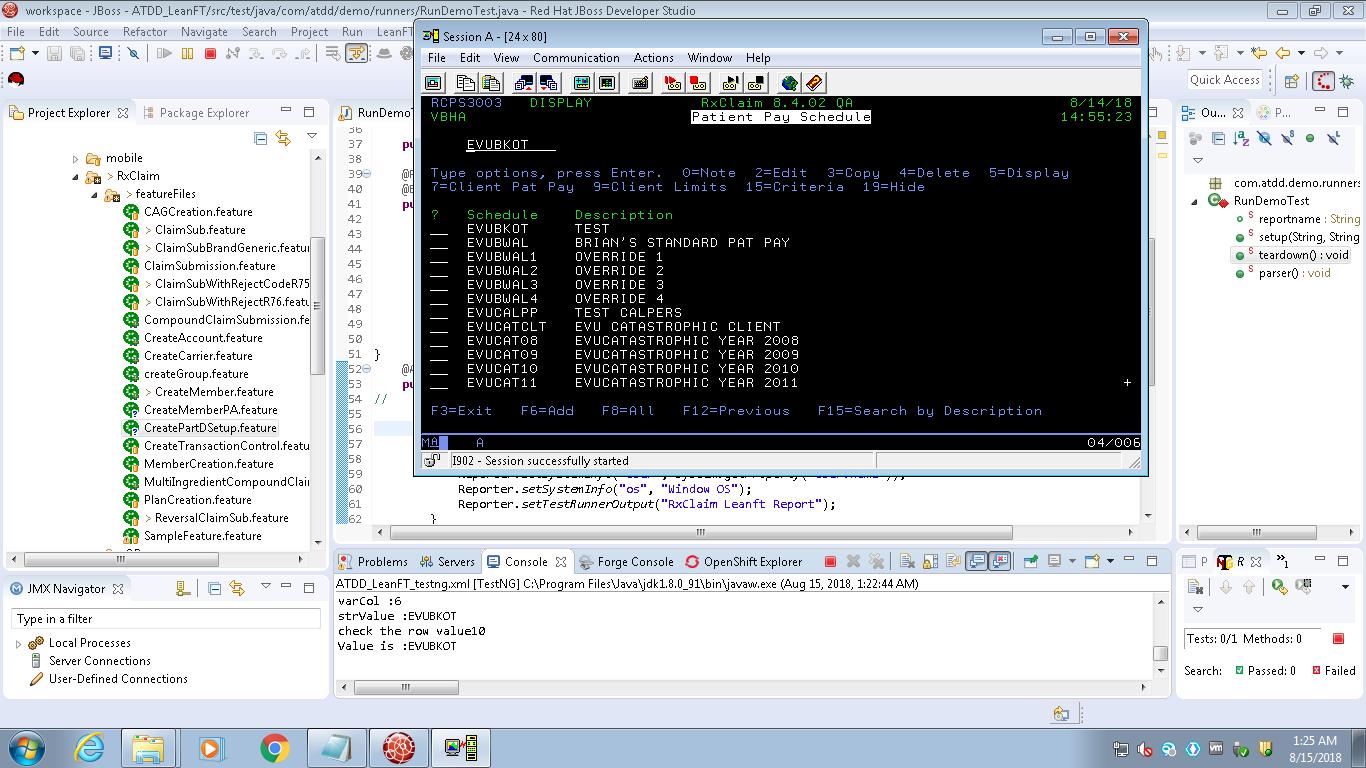 workspace - JBoss - ATDD_LeanFT/src/test/java/com/atdd/demo/runners/RunDemoTest.java - Red Hat JBoss Developer Studio
File Edit Source Refactor Navigate Search Project Run LeanFT
Quick Access
Project Explorer
Package Explorer
mobile
> RxClaim
> featureFiles
CAGCreation.feature
> ClaimSub.feature
> ClaimSubBrandGeneric.featur
ClaimSubmission.feature
> ClaimSubWithRejectCodeR75
> ClaimSubWithRejectR76.featu
CompoundClaimSubmission.fe
CreateAccount.feature
CreateCarrier.feature
createGroup.feature
> CreateMember.feature
CreateMemberPA.feature
CreatePartDSetup.feature
CreateTransactionControl.featu
MemberCreation.feature
MultiIngredientCompoundClai
PlanCreation.feature
> ReversalClaimSub.feature
SampleFeature.feature
JMX Navigator
Type in a filter
Local Processes
Server Connections
User-Defined Connections
RunDemo
36
37 pu
38
39 @P
40 @B
41 pu
42
43
44
45
46
47
48
49
50
51 }
52 @A
53 pu
54 //
55
56
57
58
59
60 Reporter.setSystemInfo("os", "Window OS");
61 Reporter.setTestRunnerOutput("RxClaim Leanft Report");
62 }
Session A - [24 x 80]
File Edit View Communication Actions Window Help
RCPS3003 DISPLAY RxClaim 8.4.02 QA 8/14/18
VBHA Patient Pay Schedule 14:55:23
EVUBKOT
Type options, press Enter. 0=Note 2=Edit 3=Copy 4=Delete 5=Display
7=Client Pat Pay 9=Client Limits 15=Criteria 19=Hide
? Schedule Description
EVUBKOT TEST
EVUBWAL BRIAN'S STANDARD PAT PAY
EVUBWAL1 OVERRIDE 1
EVUBWAL2 OVERRIDE 2
EVUBWAL3 OVERRIDE 3
EVUBWAL4 OVERRIDE 4
EVUCALPP TEST CALPERS
EVUCATCLT EVU CATASTROPHIC CLIENT
EVUCAT08 EVUCATASTROPHIC YEAR 2008
EVUCAT09 EVUCATASTROPHIC YEAR 2009
EVUCAT10 EVUCATASTROPHIC YEAR 2010
EVUCAT11 EVUCATASTROPHIC YEAR 2011 +
F3=Exit F6=Add F8=All F12=Previous F15=Search by Description
MA A 04/006
I902 - Session successfully started
Problems Servers Console Forge Console OpenShift Explorer
ATDD_LeanFT_testng.xml [TestNG] C:\Program Files\Java\jdk1.8.0_91\bin\javaw.exe (Aug 15, 2018, 1:22:44 AM)
varCol :6
strValue :EVUBKOT
check the row value10
Value is :EVUBKOT
Ou...
P...
com.atdd.demo.runners
RunDemoTest
reportname : String
setup(String, String
teardown() : void
parser() : void
P R
Tests: 0/1 Methods: 0
Search: Passed: 0 Failed
1:25 AM
8/15/2018